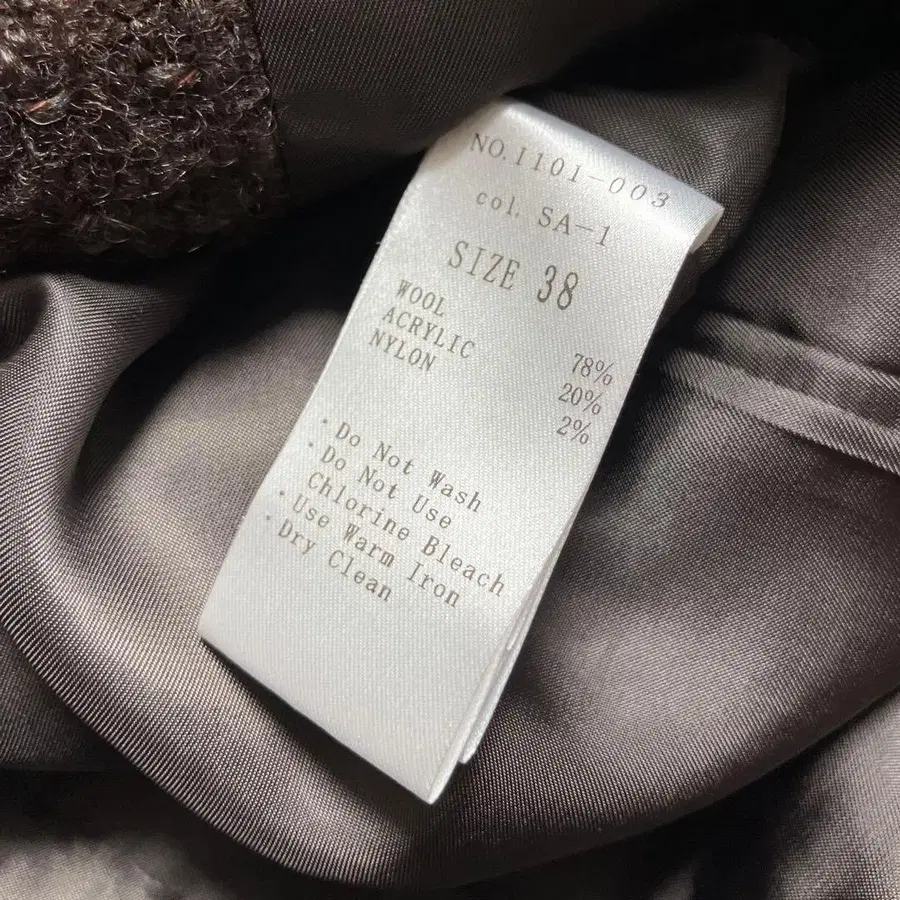 NO.1101-003
col. SA-1
SIZE 38
WOOL 78%
ACRYLIC 20%
NYLON 2%
・Do Not Wash
・Do Not Use
Chlorine Bleach
・Use Warm Iron
・Dry Clean